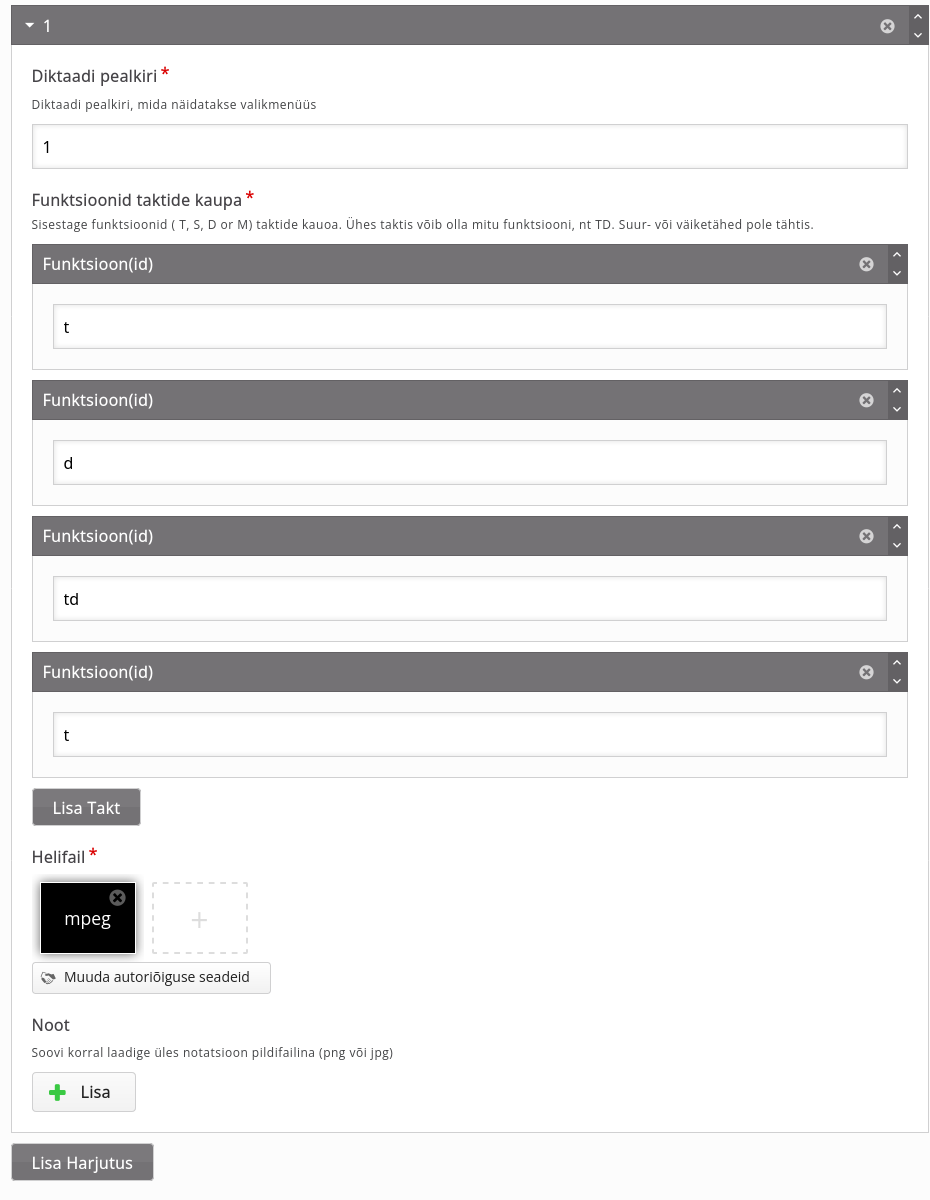 1
Diktaadi pealkiri *
Diktaadi pealkiri, mida näidatakse valikmenüüs
1
Funktsioonid taktide kaupa *
Sisestage funktsioonid ( T, S, D or M) taktide kauoa. Ühes taktis võib olla mitu funktsiooni, nt TD. Suur- või väiketähed pole tähtis.
Funktsioon(id)
t
Funktsioon(id)
d
Funktsioon(id)
td
Funktsioon(id)
t
Lisa Takt
Helifail *
mpeg
Muuda autoriõiguse seadeid
Noot
Soovi korral laadige üles notatsioon pildifailina (png või jpg)
Lisa
Lisa Harjutus